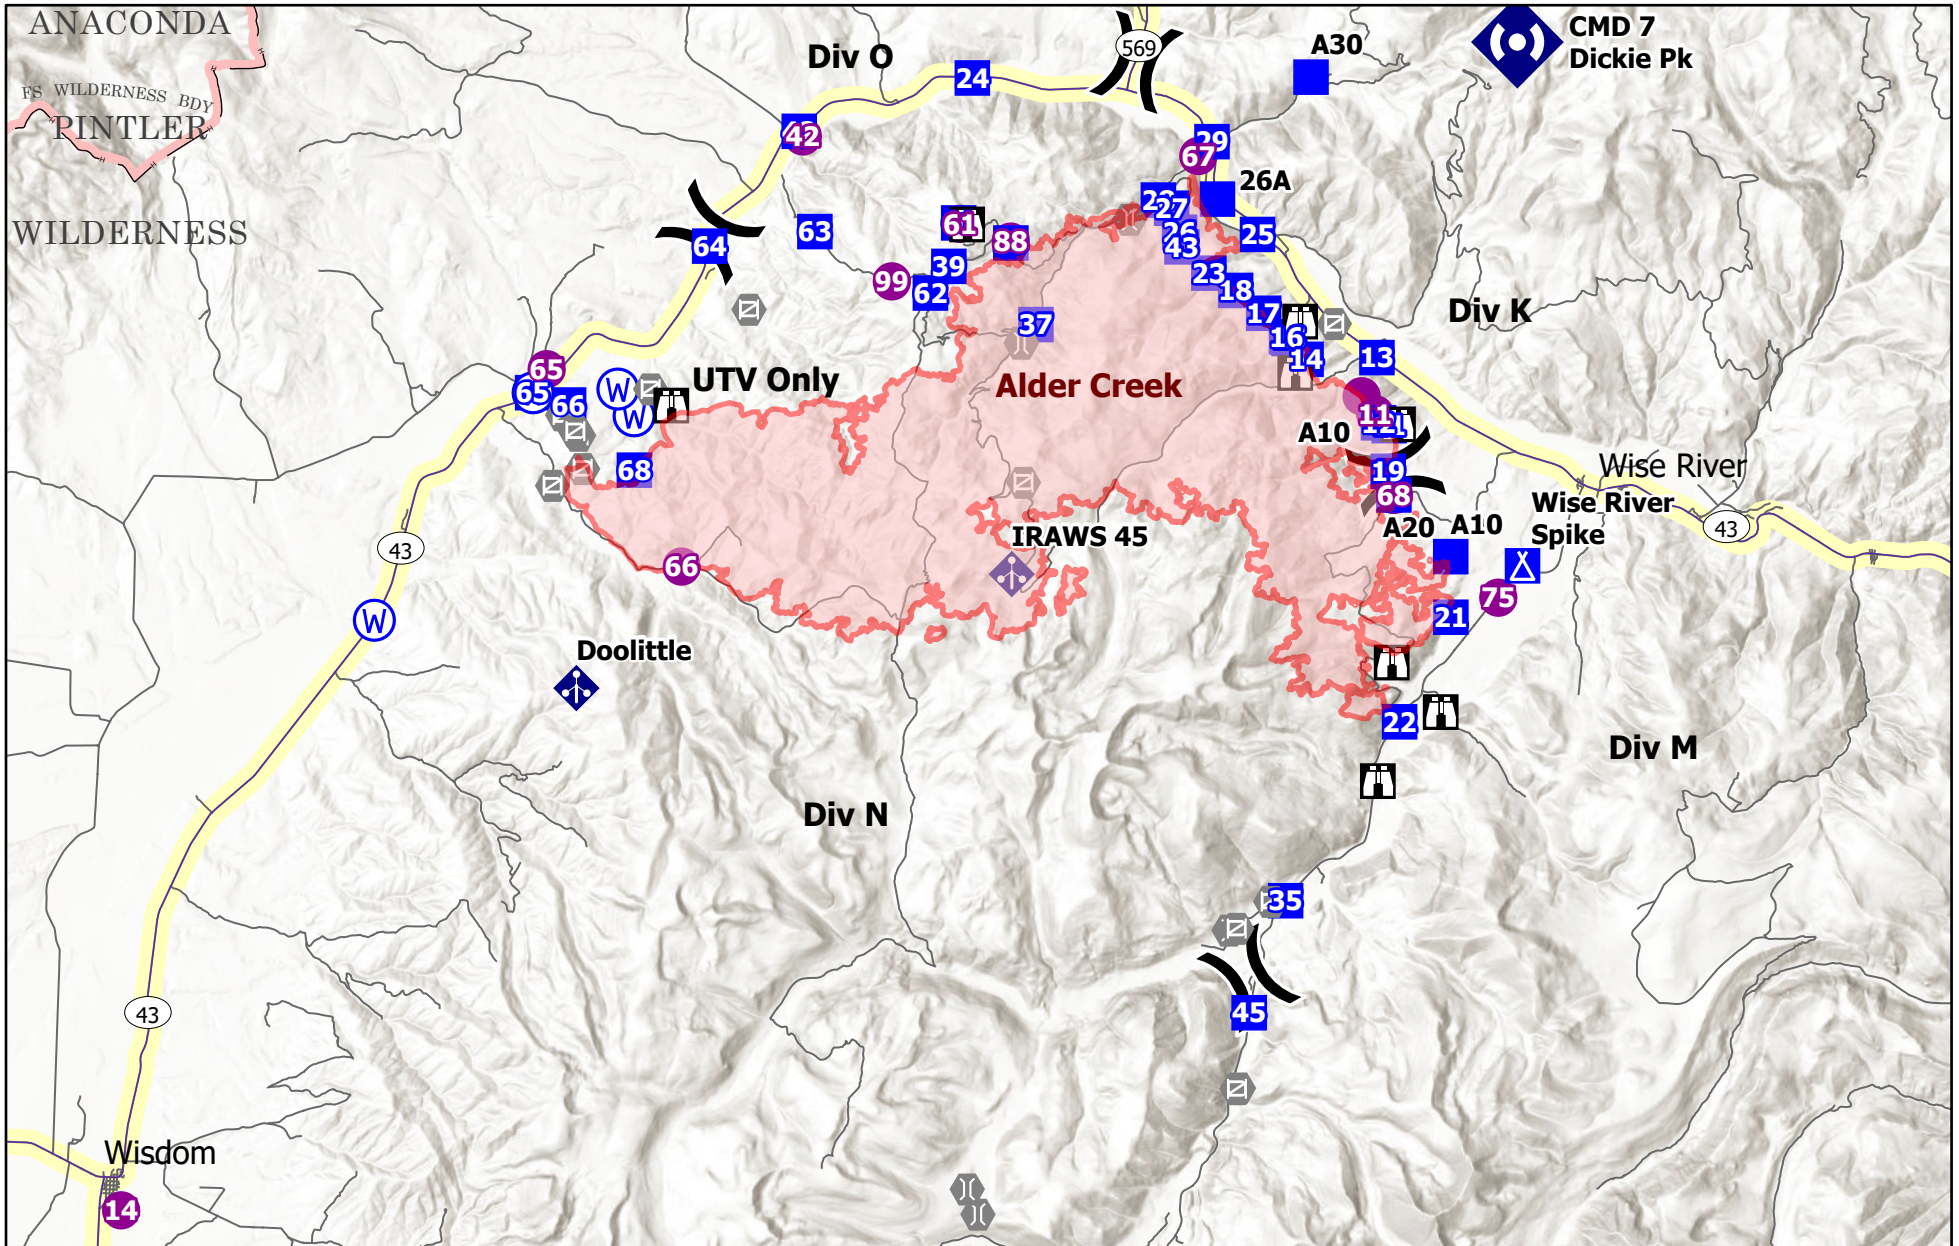 ANACONDA
FS WILDERNESS BDY
PINTLER
WILDERNESS
Div O
24
569
A30
CMD 7
Dickie Pk
42
29
67
26A
64
63
61
88
27
26
43
25
39
99
62
23
18
37
17
16
14
13
Div K
65
65
66
W
W
UTV Only
Alder Creek
11
A10
68
19
68
Wise River
Wise River
Spike
43
A20
A10
43
IRAWS 45
66
75
21
W
Doolittle
22
Div M
Div N
35
45
43
Wisdom
14